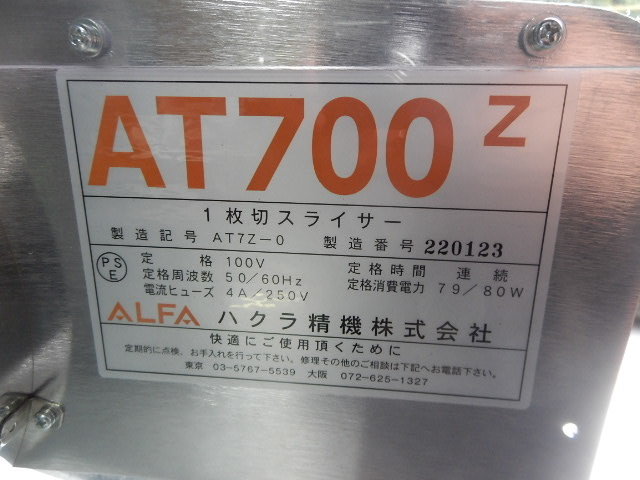 AT700 Z
1枚切スライサー
製造記号 AT7Z-0 製造番号 220123
PSE
定格 100V 定格時間 連続
定格周波数 50/60Hz 定格消費電力 79/80W
電流ヒューズ 4A/250V
ALFA ハクラ精機株式会社
快適にご使用頂くために
定期的に点検、お手入れを行って下さい。修理その他のご相談は下記へお電話下さい。
東京 03-5767-5539 大阪 072-625-1327